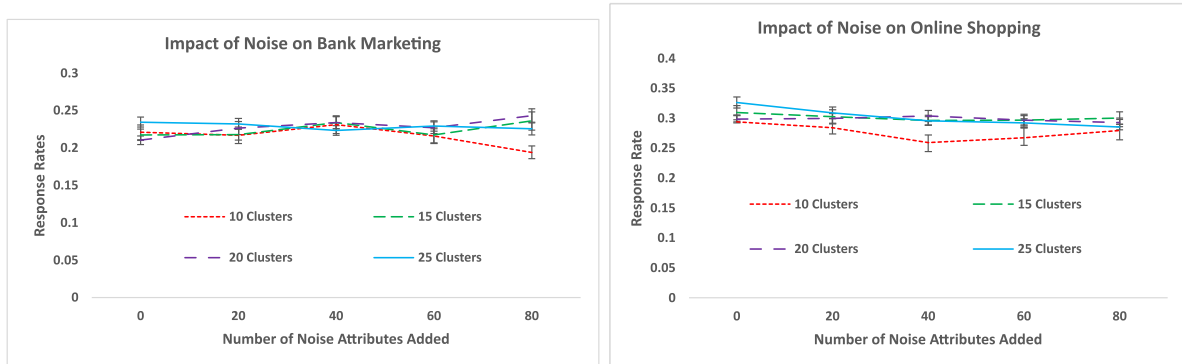 Impact of Noise on Bank Marketing
0.3
0.25
0.2
0.15
0.1
0.05
0
Response Rates
10 Clusters
15 Clusters
20 Clusters
25 Clusters
0 20 40 60 80
Number of Noise Attributes Added
Impact of Noise on Online Shopping
0.4
0.35
0.3
0.25
0.2
0.15
0.1
0.05
0
Response Rate
10 Clusters
15 Clusters
20 Clusters
25 Clusters
0 20 40 60 80
Number of Noise Attributes Added